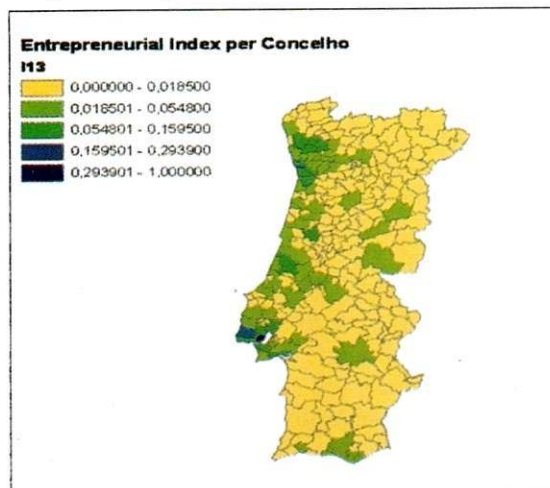 Entrepreneurial Index per Concelho
I13
0,000000 - 0,018500
0,018501 - 0,054800
0,054801 - 0,159500
0,159501 - 0,293900
0,293901 - 1,000000